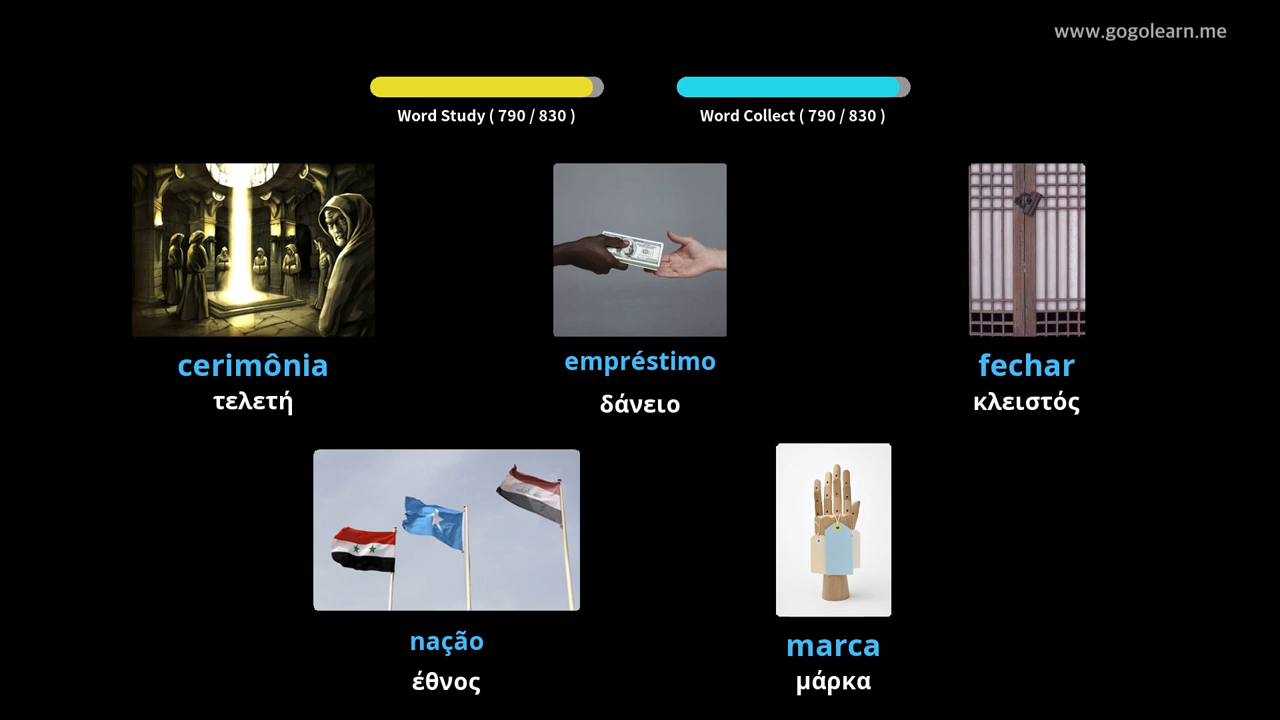 www.gogolearn.me
Word Study ( 790 / 830 )
Word Collect ( 790 / 830 )
cerimônia
τελετή
empréstimo
δάνειο
fechar
κλειστός
nação
έθνος
marca
μάρκα